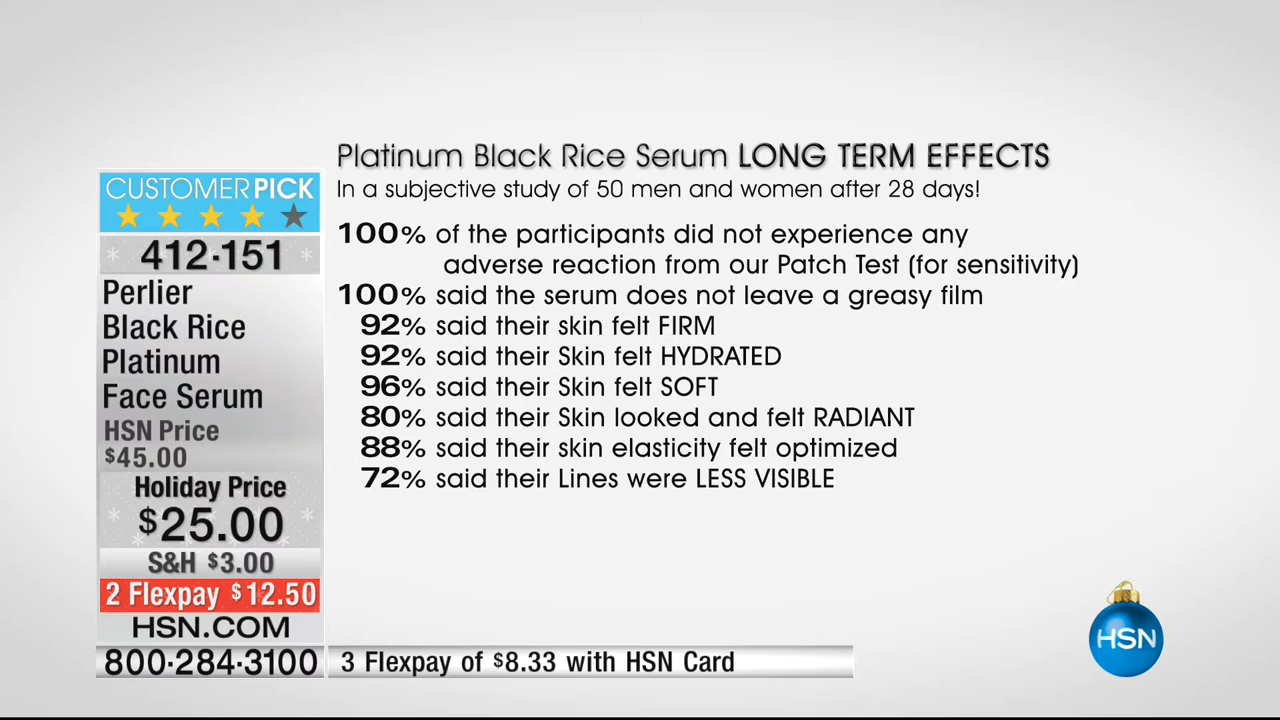 Platinum Black Rice Serum LONG TERM EFFECTS
In a subjective study of 50 men and women after 28 days!
100% of the participants did not experience any
adverse reaction from our Patch Test (for sensitivity)
100% said the serum does not leave a greasy film
92% said their skin felt FIRM
92% said their Skin felt HYDRATED
96% said their Skin felt SOFT
80% said their Skin looked and felt RADIANT
88% said their skin elasticity felt optimized
72% said their Lines were LESS VISIBLE
CUSTOMERPICK
412·151
Perlier
Black Rice
Platinum
Face Serum
HSN Price
$45.00
Holiday Price
$25.00
S&H $3.00
2 Flexpay $12.50
HSN.COM
800·284·3100
3 Flexpay of $8.33 with HSN Card
HSN